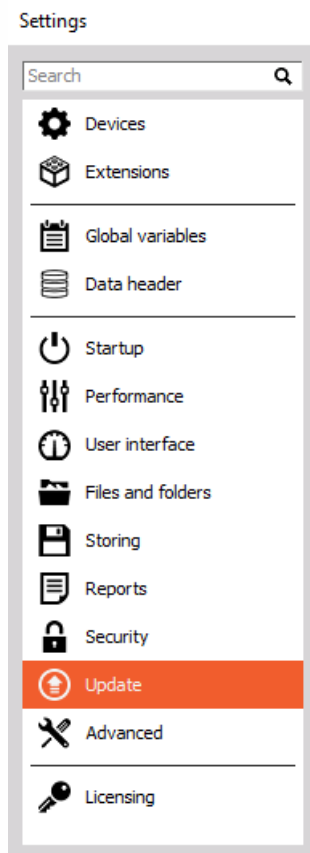 Settings
Search
Devices
Extensions
Global variables
Data header
Startup
Performance
User interface
Files and folders
Storing
Reports
Security
Update
Advanced
Licensing